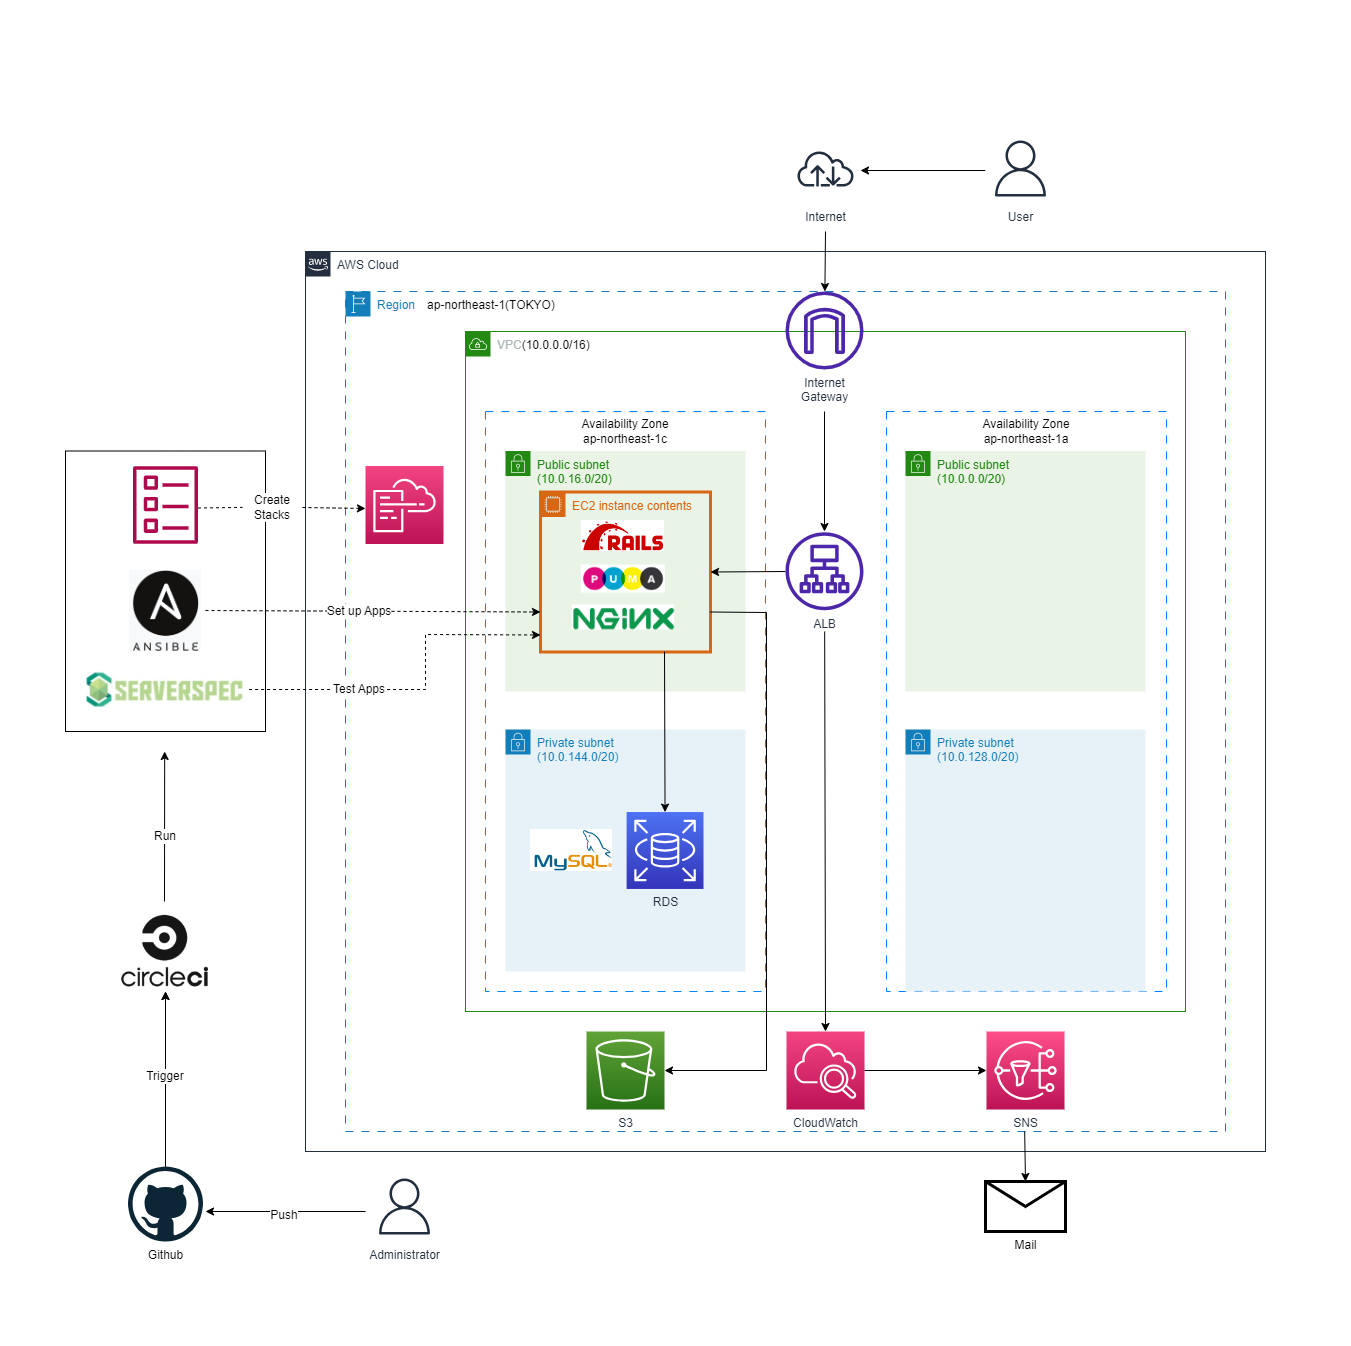 Internet
User
aws
AWS Cloud
Region
ap-northeast-1(TOKYO)
VPC(10.0.0.0/16)
Internet
Gateway
Availability Zone
ap-northeast-1c
Availability Zone
ap-northeast-1a
Public subnet
(10.0.16.0/20)
Public subnet
(10.0.0.0/20)
EC2 instance contents
RAILS
PUMA
NGINX
ALB
Create
Stacks
ANSIBLE
Set up Apps
SERVERSPEC
Test Apps
Private subnet
(10.0.144.0/20)
Private subnet
(10.0.128.0/20)
MySQL
RDS
Run
circleci
Trigger
S3
CloudWatch
SNS
Push
Github
Administrator
Mail